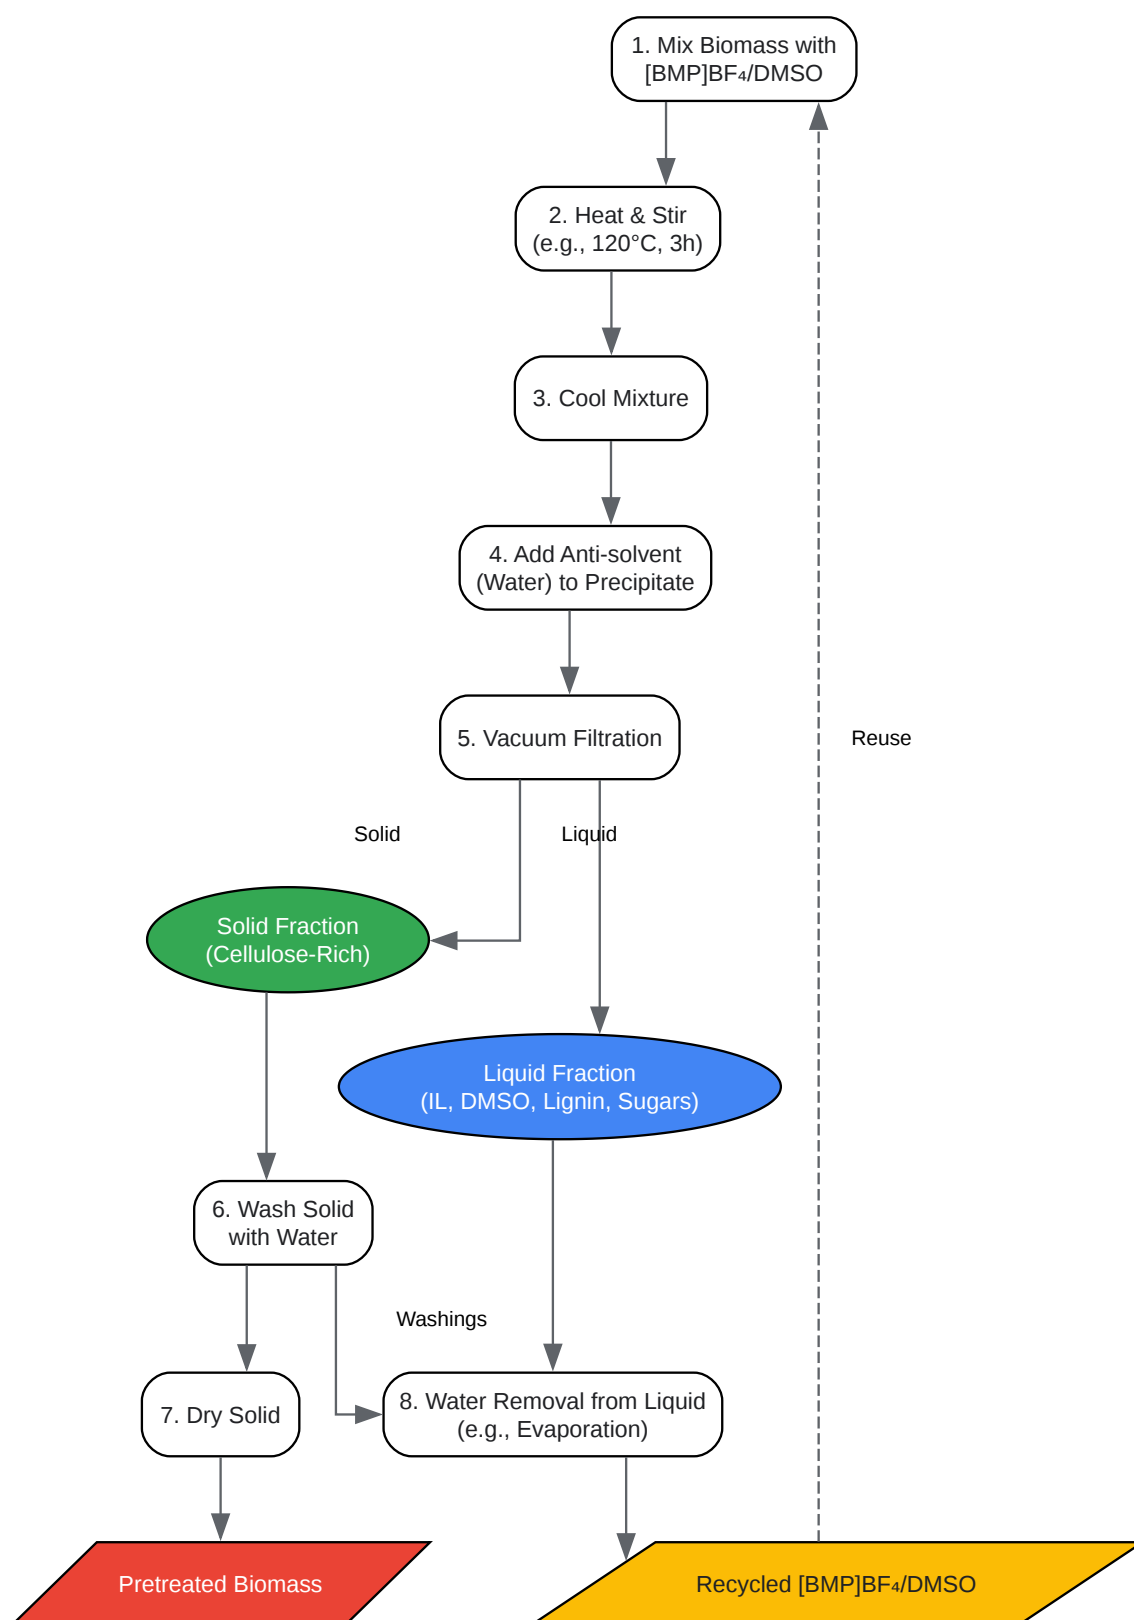 1. Mix Biomass with
[BMP]BF₄/DMSO
2. Heat & Stir
(e.g., 120°C, 3h)
3. Cool Mixture
4. Add Anti-solvent
(Water) to Precipitate
5. Vacuum Filtration
Reuse
Solid
Liquid
Solid Fraction
(Cellulose-Rich)
Liquid Fraction
(IL, DMSO, Lignin, Sugars)
6. Wash Solid
with Water
Washings
7. Dry Solid
8. Water Removal from Liquid
(e.g., Evaporation)
Pretreated Biomass
Recycled [BMP]BF₄/DMSO